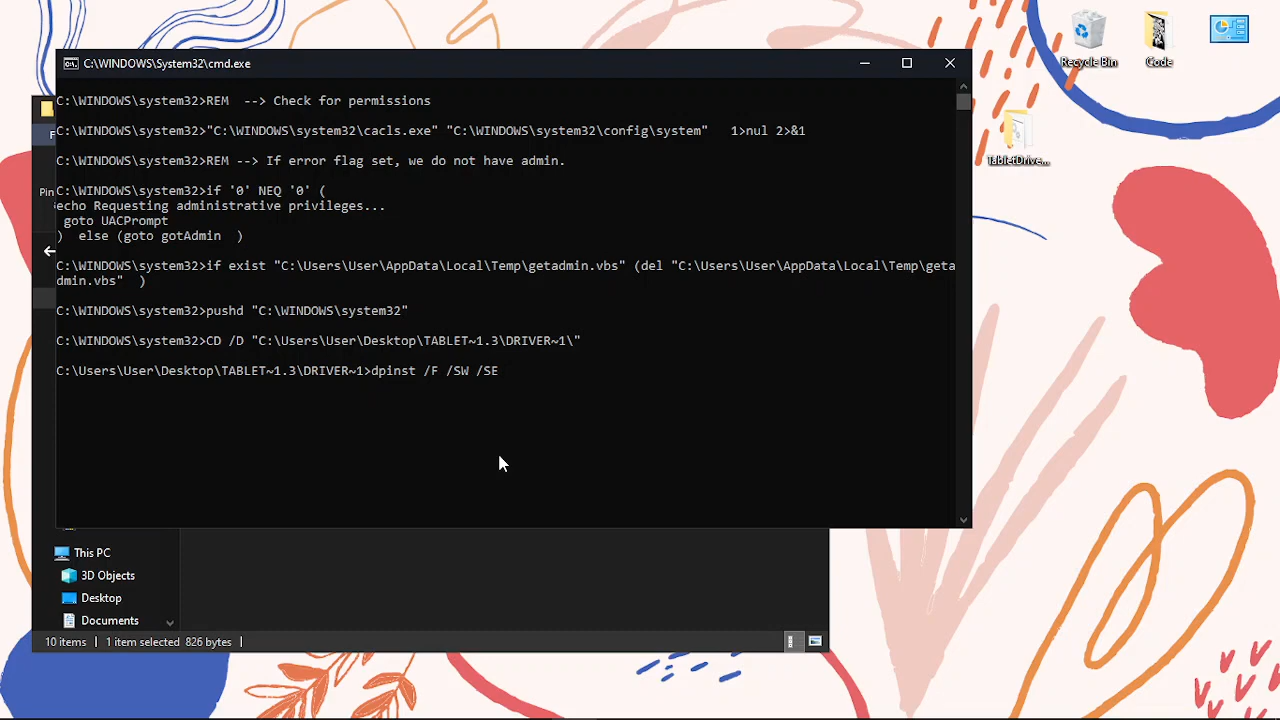 Recycle Bin
Code
TabletDrive...
C:\WINDOWS\System32\cmd.exe
C:\WINDOWS\system32>REM  --> Check for permissions
C:\WINDOWS\system32>"C:\WINDOWS\system32\cacls.exe" "C:\WINDOWS\system32\config\system"   1>nul 2>&1
C:\WINDOWS\system32>REM --> If error flag set, we do not have admin.
C:\WINDOWS\system32>if '0' NEQ '0' (
echo Requesting administrative privileges...
 goto UACPrompt
)  else (goto gotAdmin  )
C:\WINDOWS\system32>if exist "C:\Users\User\AppData\Local\Temp\getadmin.vbs" (del "C:\Users\User\AppData\Local\Temp\geta
dmin.vbs"  )
C:\WINDOWS\system32>pushd "C:\WINDOWS\system32"
C:\WINDOWS\system32>CD /D "C:\Users\User\Desktop\TABLET~1.3\DRIVER~1\"
C:\Users\User\Desktop\TABLET~1.3\DRIVER~1>dpinst /F /SW /SE
F
Pin
This PC
3D Objects
Desktop
Documents
10 items
1 item selected 826 bytes